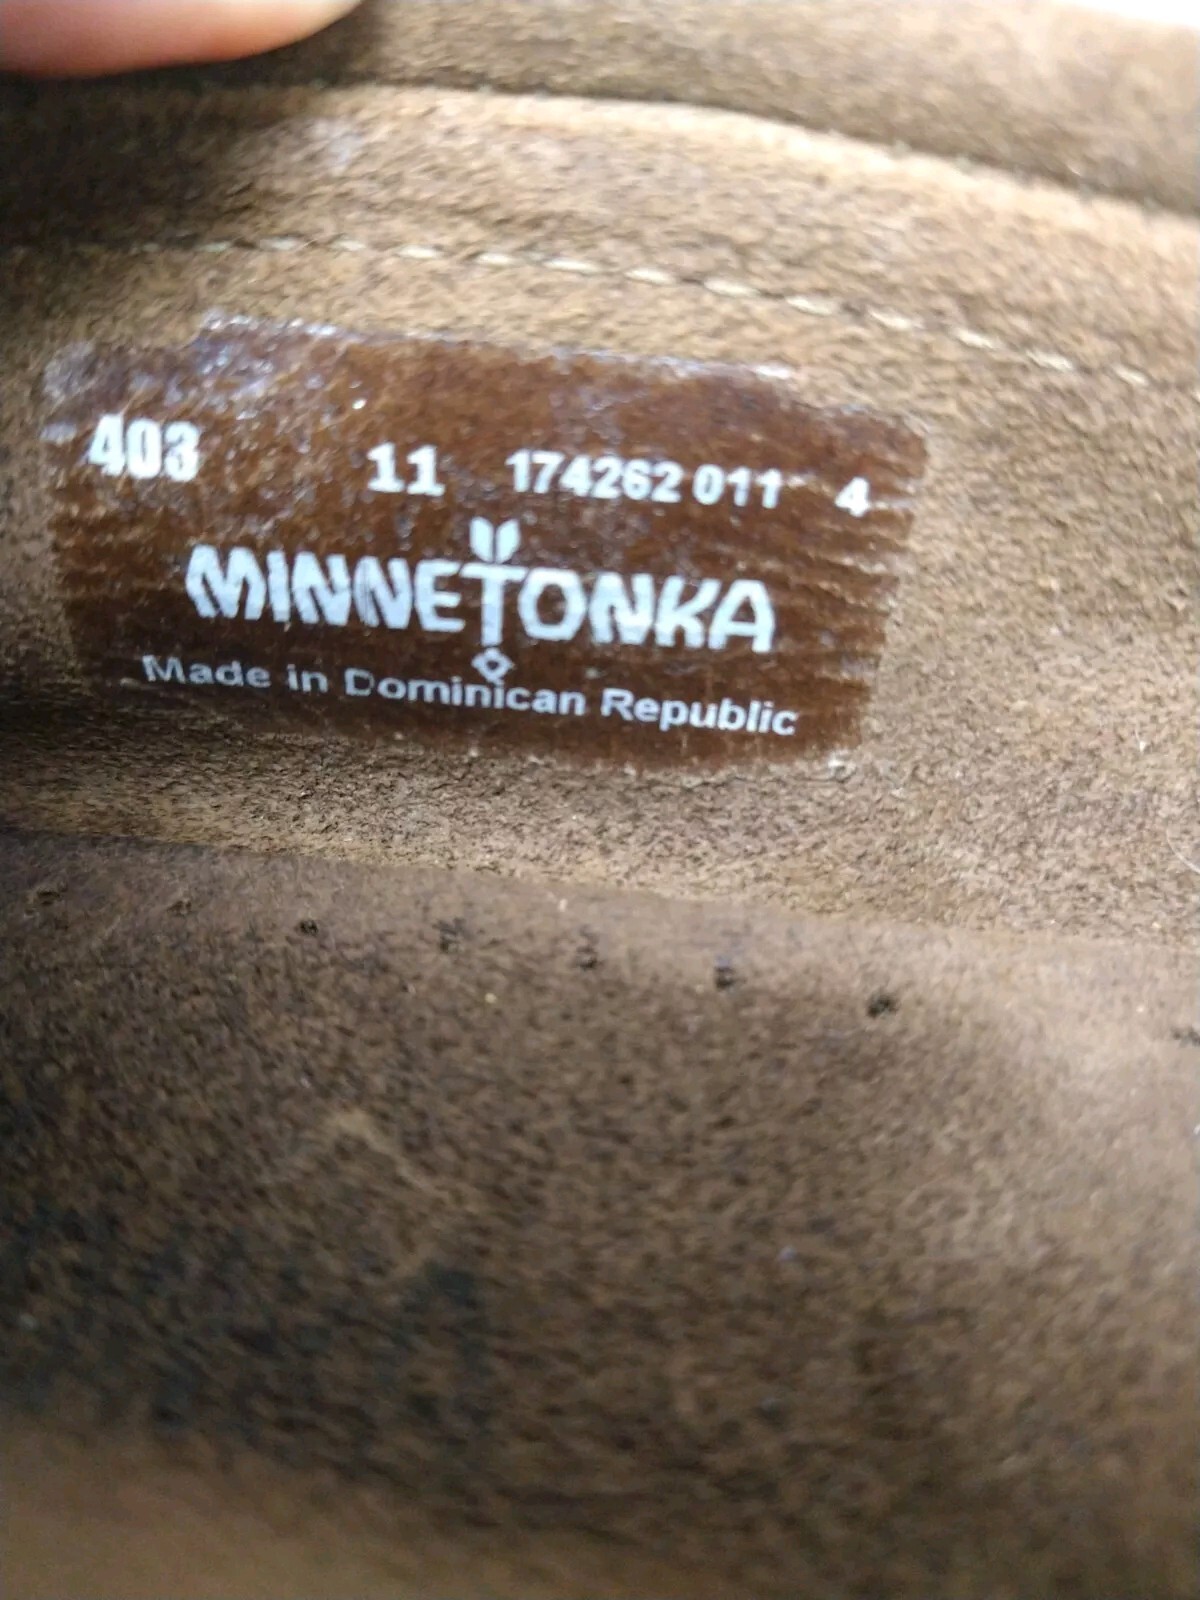 403 11 174262 011 4
MINNETONKA
Made in Dominican Republic